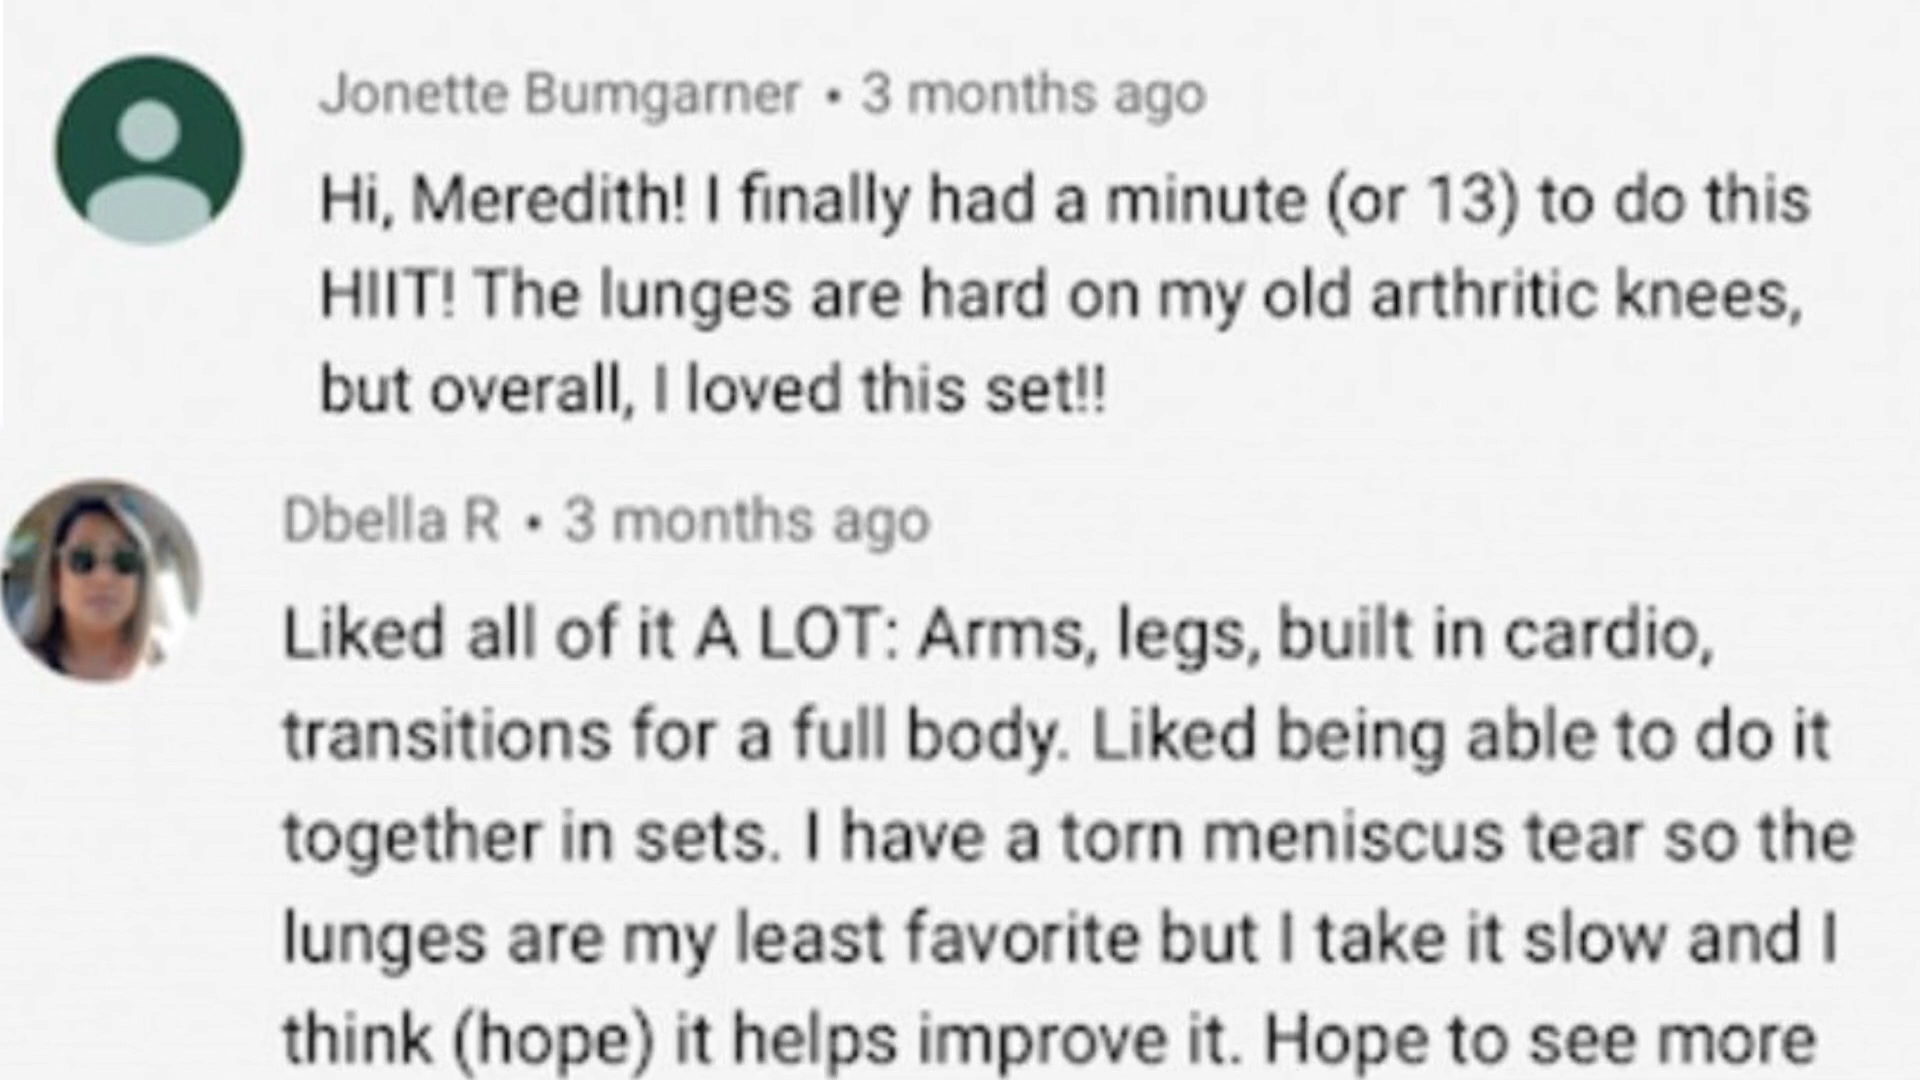 Jonette Bumgarner • 3 months ago
Hi, Meredith! I finally had a minute (or 13) to do this
HIIT! The lunges are hard on my old arthritic knees,
but overall, I loved this set!!
Dbella R • 3 months ago
Liked all of it A LOT: Arms, legs, built in cardio,
transitions for a full body. Liked being able to do it
together in sets. I have a torn meniscus tear so the
lunges are my least favorite but I take it slow and I
think (hope) it helps improve it. Hope to see more